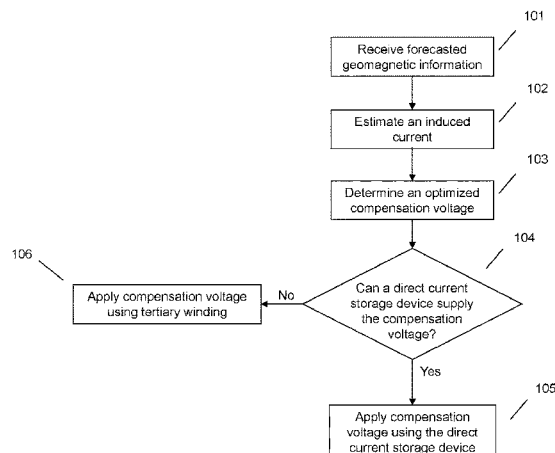 101
Receive forecasted
geomagnetic information
102
Estimate an induced
current
103
Determine an optimized
compensation voltage
104
Can a direct current
storage device supply
the compensation
voltage?
No
106
Apply compensation voltage
using tertiary winding
Yes
105
Apply compensation
voltage using the direct
current storage device